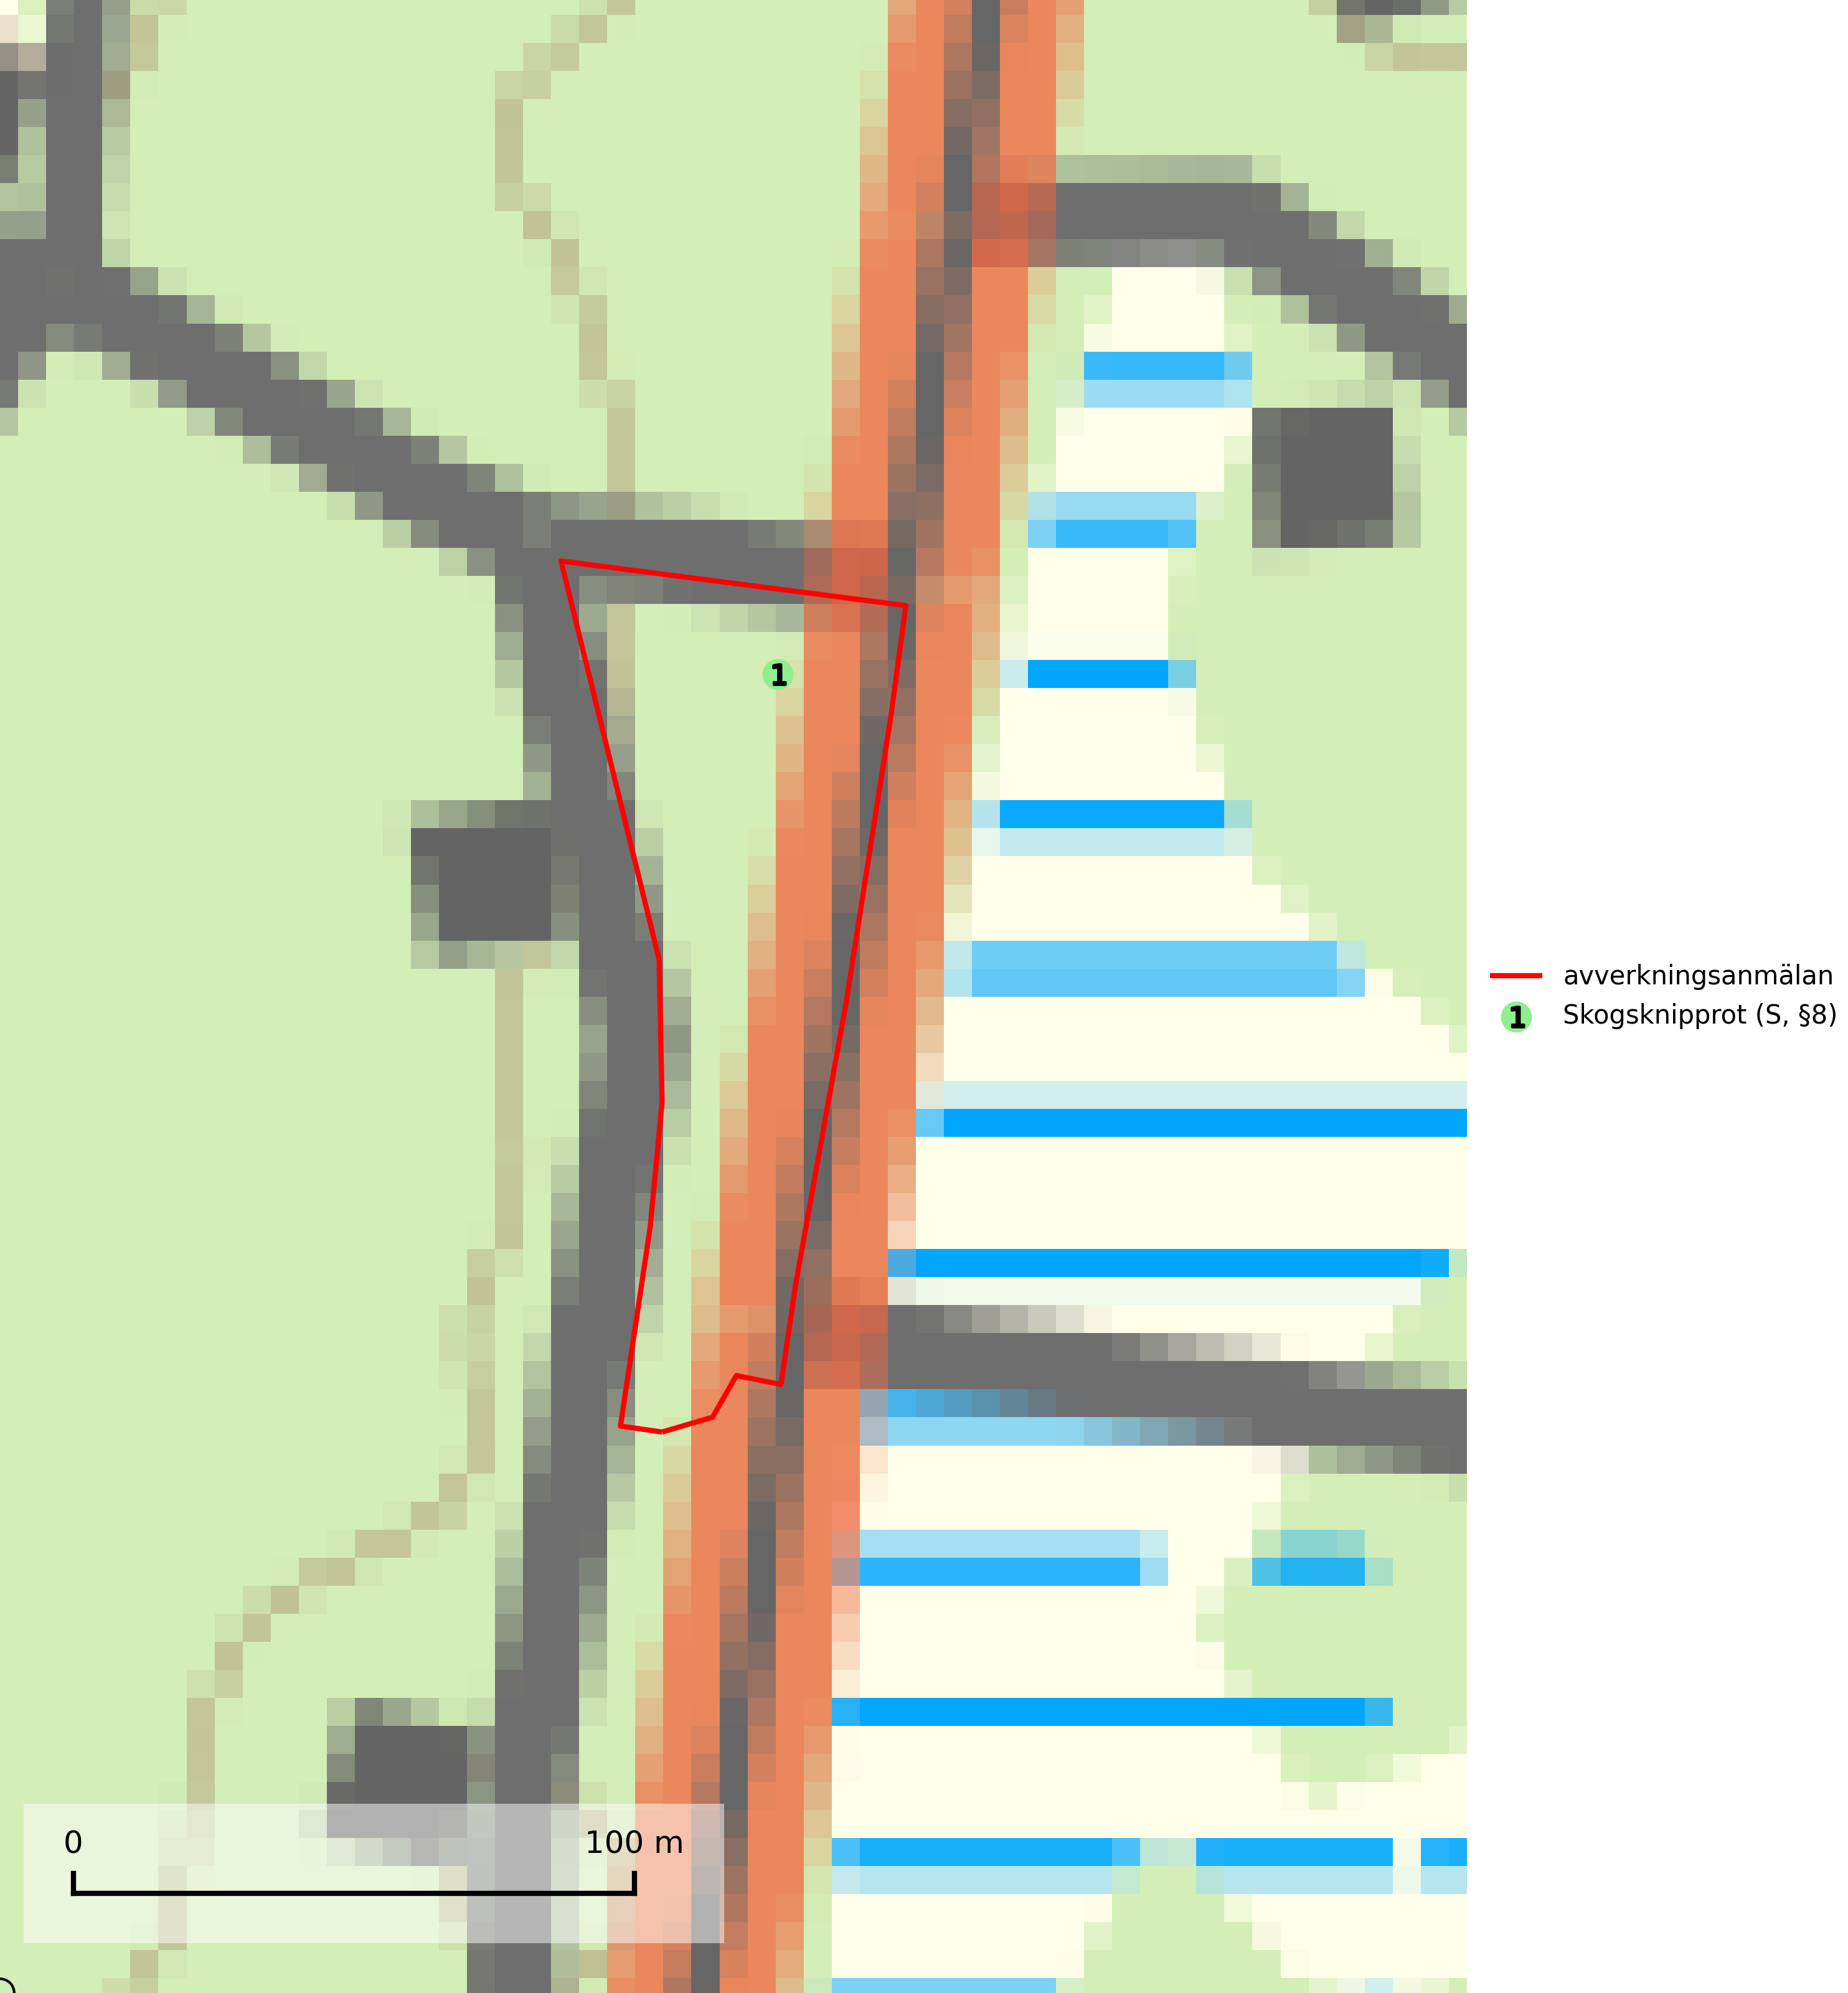 1
avverkningsanmälan
1 Skogsknipprot (S, §8)
0 100 m